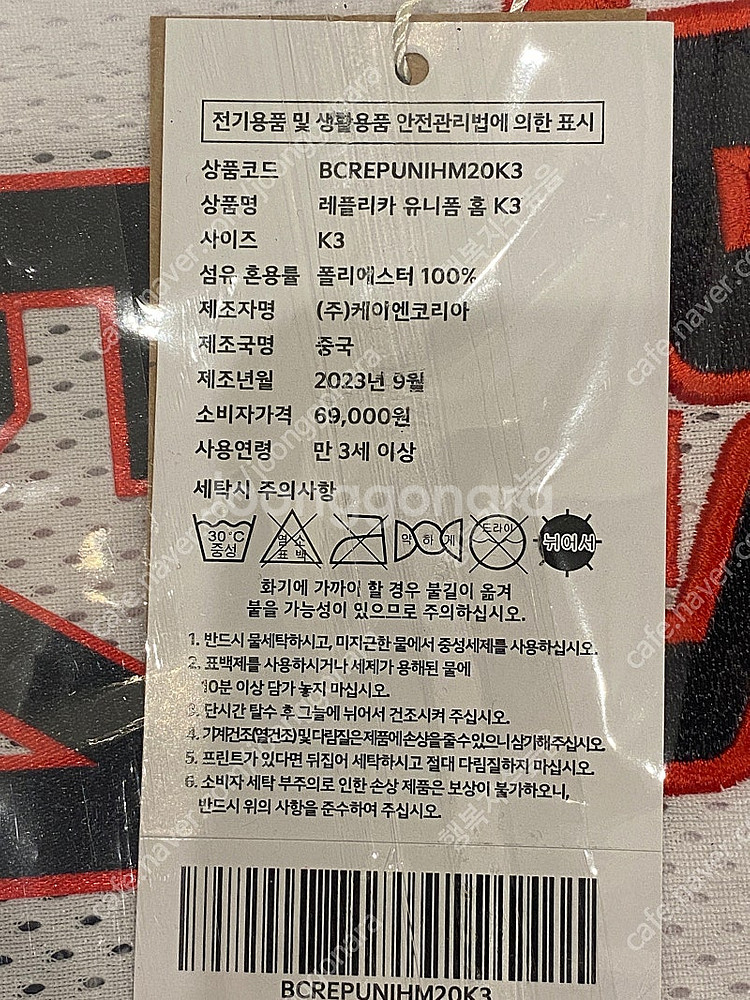 전기용품 및 생활용품 안전관리법에 의한 표시
상품코드 BCREPUNIHM20K3
상품명 레플리카 유니폼 홈 K3
사이즈 K3
섬유 혼용률 폴리에스터 100%
제조자명 (주)케이엔코리아
제조국명 중국
제조년월 2023년 9월
소비자가격 69,000원
사용연령 만 3세 이상
세탁시 주의사항
30°C 중성 염소 표백 약하게 드라이 뉘어서
화기에 가까이 할 경우 불길이 옮겨
붙을 가능성이 있으므로 주의하십시오.
1. 반드시 물세탁하시고, 미지근한 물에서 중성세제를 사용하십시오.
2. 표백제를 사용하시거나 세제가 용해된 물에
10분 이상 담가 놓지 마십시오.
3. 단시간 탈수 후 그늘에 뉘어서 건조시켜 주십시오.
4. 기계건조(열건조) 및 다림질은 제품에 손상을 줄 수 있으니 삼가해 주십시오.
5. 프린트가 있다면 뒤집어 세탁하시고 절대 다림질하지 마십시오.
6. 소비자 세탁 부주의로 인한 손상 제품은 보상이 불가하오니,
반드시 위의 사항을 준수하여 주십시오.
BCREPUNIHM20K3
joonggonara
cafe.naver.com/joonggonara